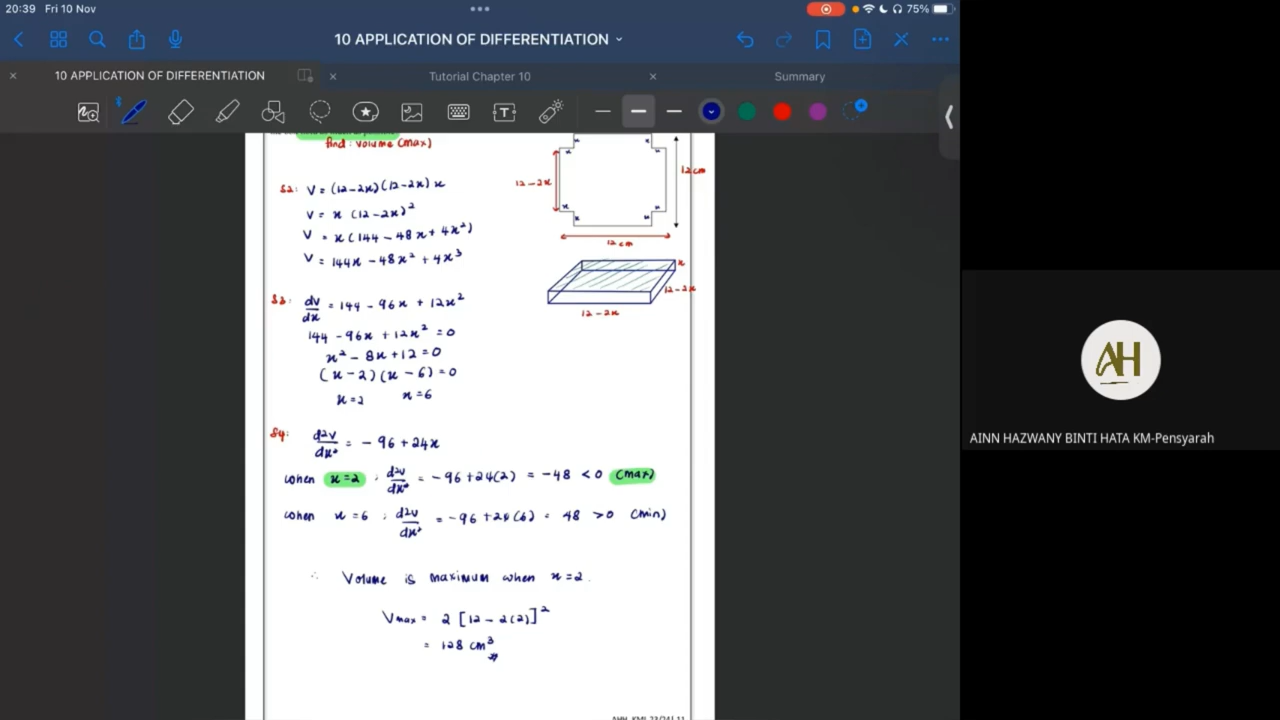 20:39 Fri 10 Nov
75%
10 APPLICATION OF DIFFERENTIATION
10 APPLICATION OF DIFFERENTIATION
Tutorial Chapter 10
Summary
find : volume (max)
S2: V = (12-2x)(12-2x) x
V = x (12-2x)²
V = x(144 - 48x + 4x²)
V = 144x - 48x² + 4x³
S3: dv/dx = 144 - 96x + 12x²
144 - 96x + 12x² = 0
x² - 8x + 12 = 0
(x - 2)(x - 6) = 0
x = 2 x = 6
S4: d²v/dx² = - 96 + 24x
when x = 2 ; d²v/dx² = -96 + 24(2) = -48 < 0 (max)
when x = 6 ; d²v/dx² = -96 + 24(6) = 48 > 0 (min)
∴ Volume is maximum when x = 2.
Vmax = 2 [12 - 2(2)]²
= 128 cm³
x x
x x
12-2x
12 cm
x x
x x
12 cm
x
12-2x
12-2x
AH
AINN HAZWANY BINTI HATA KM-Pensyarah